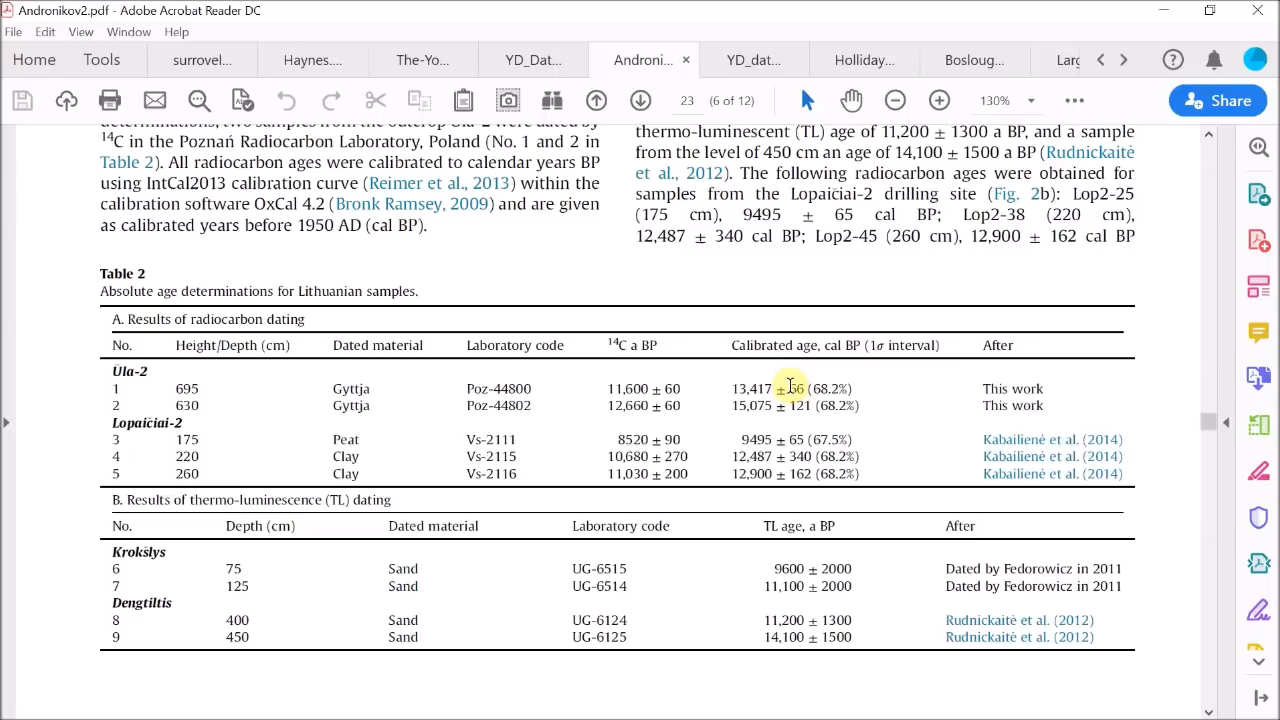 Andronikov2.pdf - Adobe Acrobat Reader DC
File Edit View Window Help
Home Tools surrovel... Haynes.... The-Yo... YD_Dat... Androni... × YD_dat... Holliday... Bosloug... Larg
23 (6 of 12) 130% Share
determinations, two samples from the outcrop Ula-2 were dated by
14C in the Poznań Radiocarbon Laboratory, Poland (No. 1 and 2 in
Table 2). All radiocarbon ages were calibrated to calendar years BP
using IntCal2013 calibration curve (Reimer et al., 2013) within the
calibration software OxCal 4.2 (Bronk Ramsey, 2009) and are given
as calibrated years before 1950 AD (cal BP).
thermo-luminescent (TL) age of 11,200 ± 1300 a BP, and a sample
from the level of 450 cm an age of 14,100 ± 1500 a BP (Rudnickaitė
et al., 2012). The following radiocarbon ages were obtained for
samples from the Lopaičiai-2 drilling site (Fig. 2b): Lop2-25
(175 cm), 9495 ± 65 cal BP; Lop2-38 (220 cm),
12,487 ± 340 cal BP; Lop2-45 (260 cm), 12,900 ± 162 cal BP
Table 2
Absolute age determinations for Lithuanian samples.
A. Results of radiocarbon dating
No. Height/Depth (cm) Dated material Laboratory code 14C a BP Calibrated age, cal BP (1σ interval) After
Ūla-2
1 695 Gyttja Poz-44800 11,600 ± 60 13,417 ± 66 (68.2%) This work
2 630 Gyttja Poz-44802 12,660 ± 60 15,075 ± 121 (68.2%) This work
Lopaičiai-2
3 175 Peat Vs-2111 8520 ± 90 9495 ± 65 (67.5%) Kabailienė et al. (2014)
4 220 Clay Vs-2115 10,680 ± 270 12,487 ± 340 (68.2%) Kabailienė et al. (2014)
5 260 Clay Vs-2116 11,030 ± 200 12,900 ± 162 (68.2%) Kabailienė et al. (2014)
B. Results of thermo-luminescence (TL) dating
No. Depth (cm) Dated material Laboratory code TL age, a BP After
Krokšlys
6 75 Sand UG-6515 9600 ± 2000 Dated by Fedorowicz in 2011
7 125 Sand UG-6514 11,100 ± 2000 Dated by Fedorowicz in 2011
Dengtiltis
8 400 Sand UG-6124 11,200 ± 1300 Rudnickaitė et al. (2012)
9 450 Sand UG-6125 14,100 ± 1500 Rudnickaitė et al. (2012)